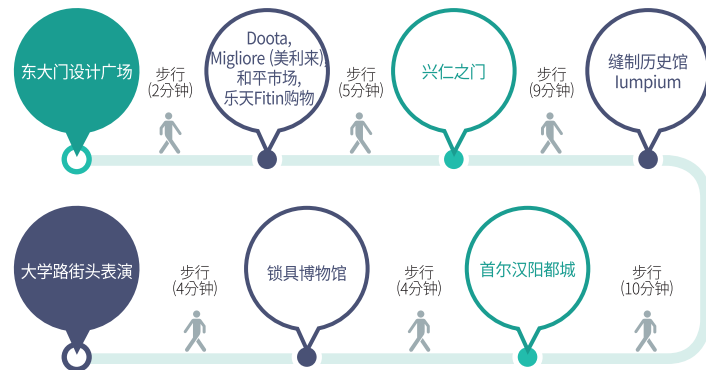 东大门设计广场
步行
(2分钟)
Doota,
Migliore (美利来),
和平市场,
乐天Fitin购物
步行
(5分钟)
兴仁之门
步行
(9分钟)
缝制历史馆
Iumpium
大学路街头表演
步行
(4分钟)
锁具博物馆
步行
(4分钟)
首尔汉阳都城
步行
(10分钟)